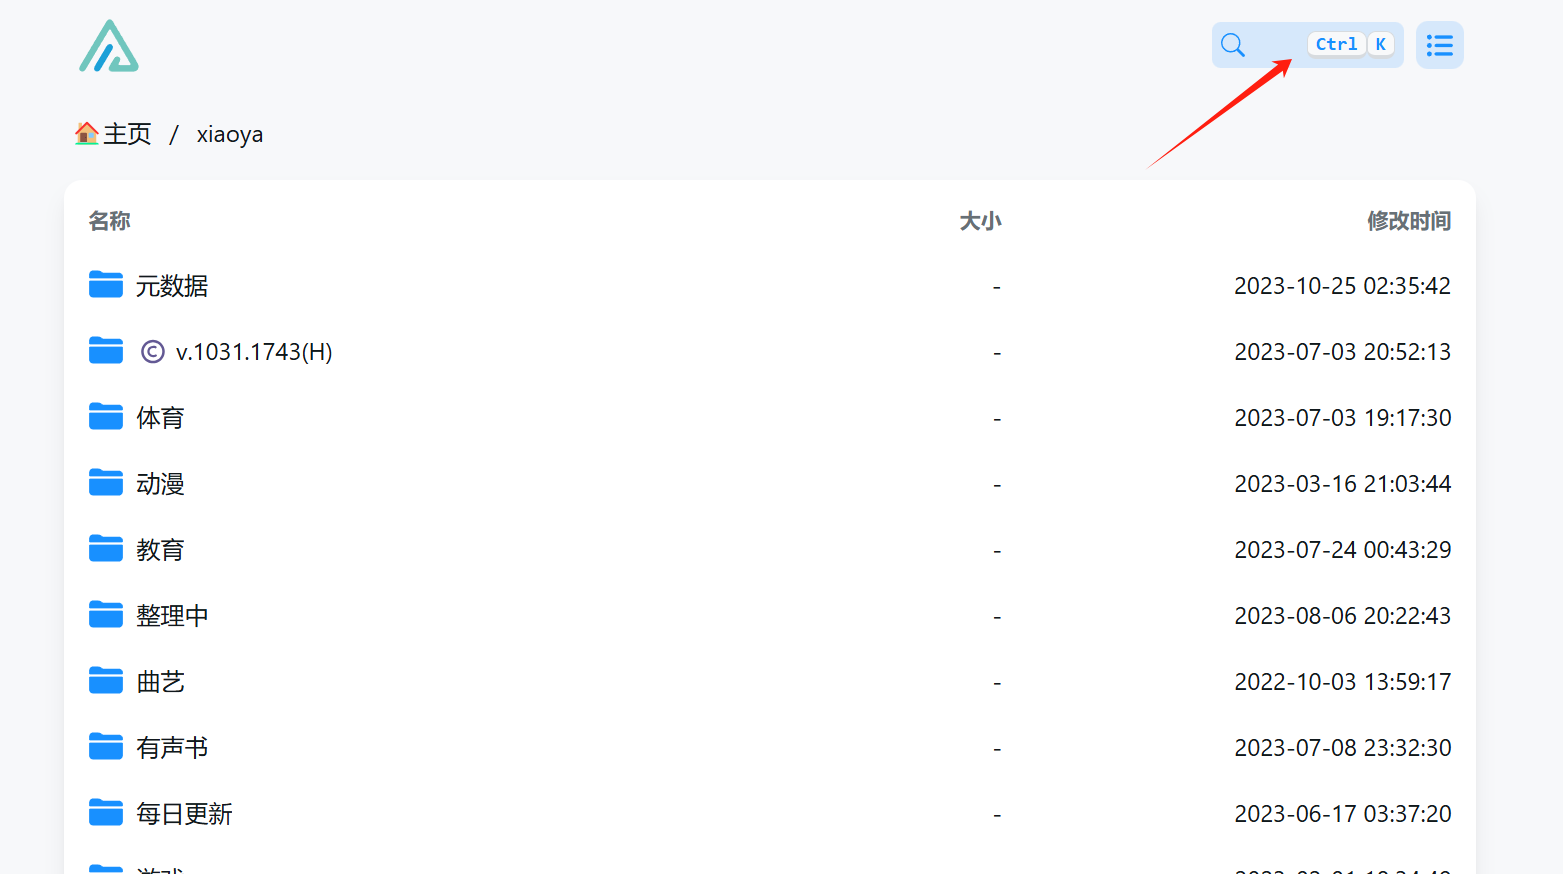 Ctrl K
主页 / xiaoya
名称 大小 修改时间
元数据 - 2023-10-25 02:35:42
© v.1031.1743(H) - 2023-07-03 20:52:13
体育 - 2023-07-03 19:17:30
动漫 - 2023-03-16 21:03:44
教育 - 2023-07-24 00:43:29
整理中 - 2023-08-06 20:22:43
曲艺 - 2022-10-03 13:59:17
有声书 - 2023-07-08 23:32:30
每日更新 - 2023-06-17 03:37:20